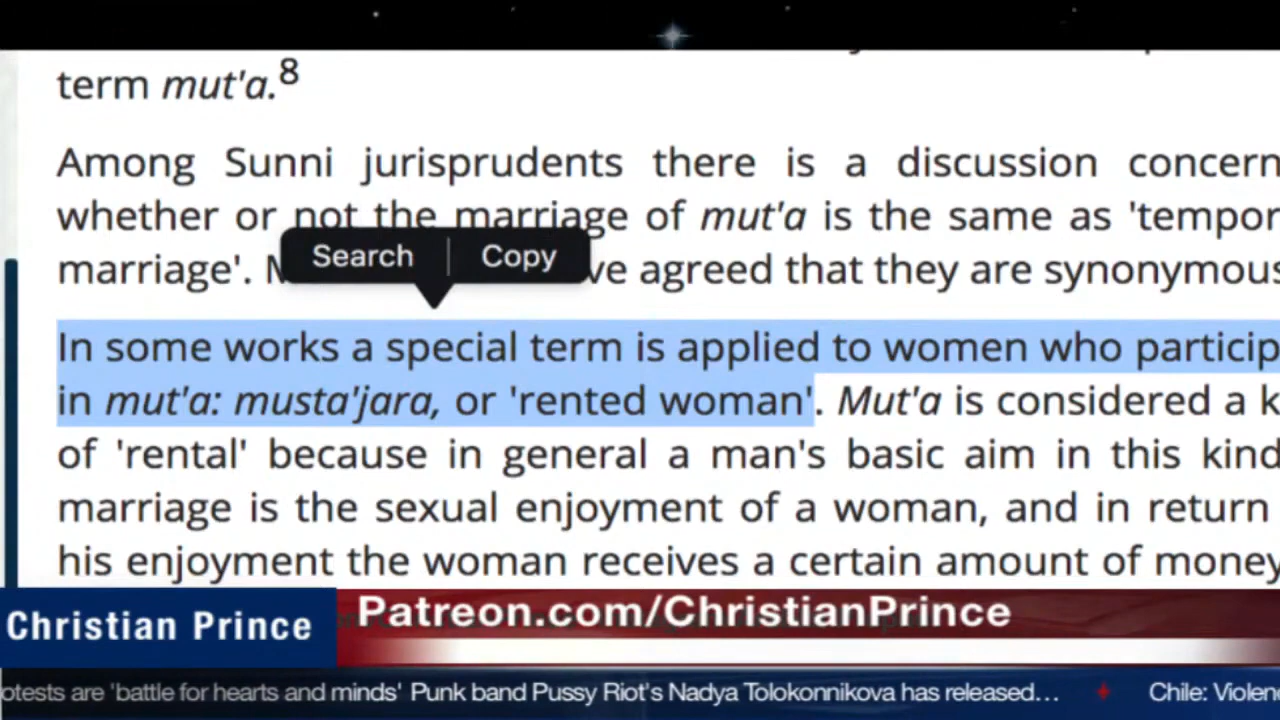 term mut'a.8
Among Sunni jurisprudents there is a discussion concern
whether or not the marriage of mut'a is the same as 'tempor
marriage'. ve agreed that they are synonymous
Search Copy
In some works a special term is applied to women who particip
in mut'a: musta'jara, or 'rented woman'. Mut'a is considered a k
of 'rental' because in general a man's basic aim in this kind
marriage is the sexual enjoyment of a woman, and in return
his enjoyment the woman receives a certain amount of money
Christian Prince
Patreon.com/ChristianPrince
otests are 'battle for hearts and minds' Punk band Pussy Riot's Nadya Tolokonnikova has released... Chile: Violen